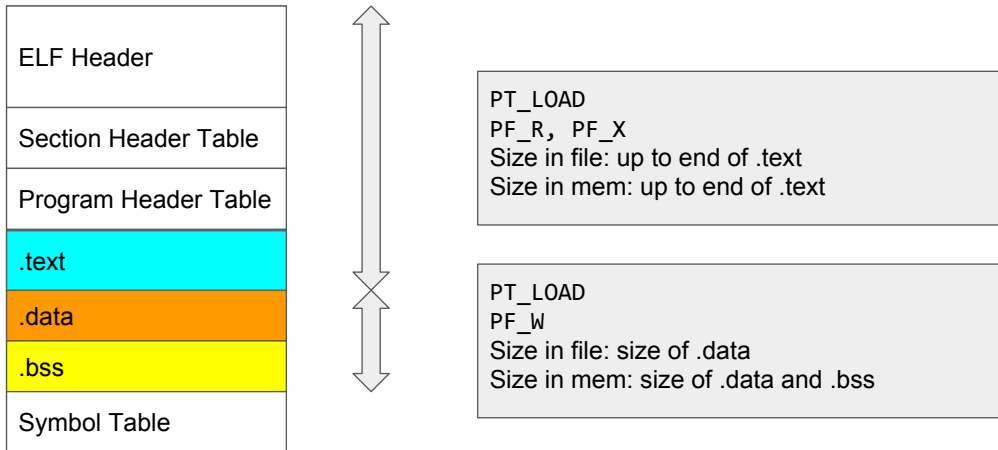 ELF Header
Section Header Table
Program Header Table
.text
.data
.bss
Symbol Table
PT_LOAD
PF_R, PF_X
Size in file: up to end of .text
Size in mem: up to end of .text
PT_LOAD
PF_W
Size in file: size of .data
Size in mem: size of .data and .bss